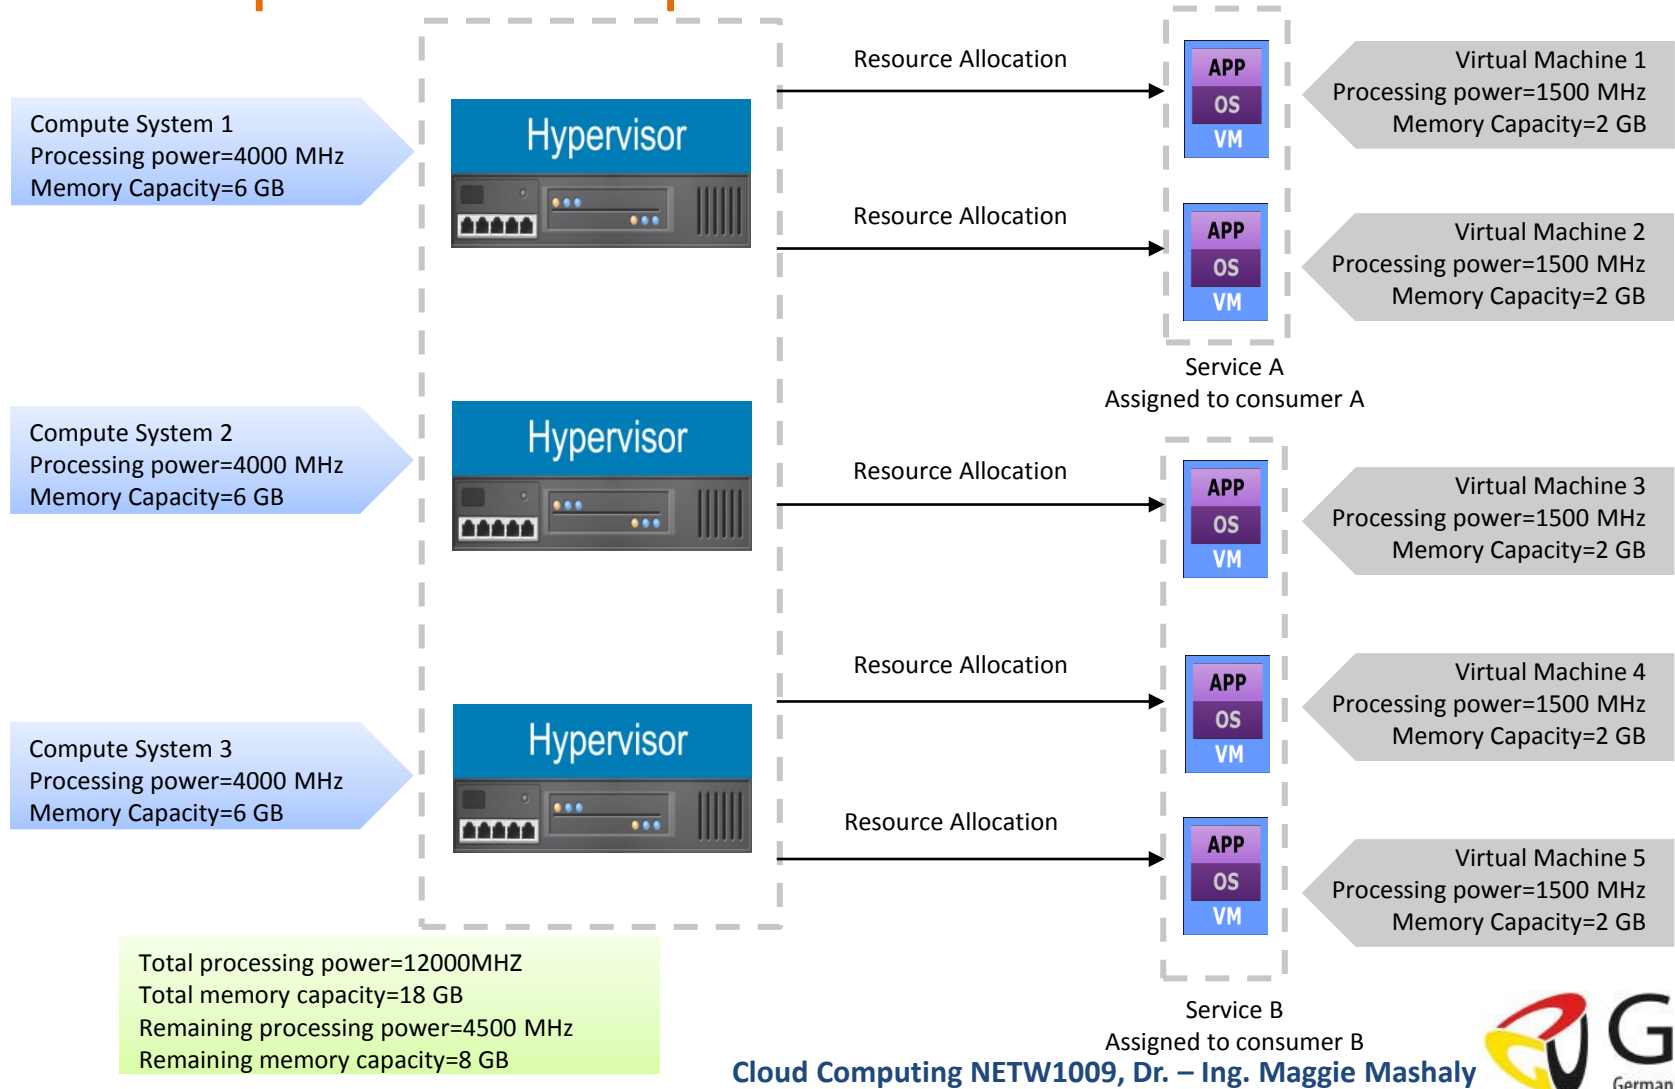 Compute System 1
Processing power=4000 MHz
Memory Capacity=6 GB
Hypervisor
Resource Allocation
APP
OS
VM
Virtual Machine 1
Processing power=1500 MHz
Memory Capacity=2 GB
Resource Allocation
APP
OS
VM
Virtual Machine 2
Processing power=1500 MHz
Memory Capacity=2 GB
Service A
Assigned to consumer A
Compute System 2
Processing power=4000 MHz
Memory Capacity=6 GB
Hypervisor
Resource Allocation
APP
OS
VM
Virtual Machine 3
Processing power=1500 MHz
Memory Capacity=2 GB
Resource Allocation
APP
OS
VM
Virtual Machine 4
Processing power=1500 MHz
Memory Capacity=2 GB
Compute System 3
Processing power=4000 MHz
Memory Capacity=6 GB
Hypervisor
Resource Allocation
APP
OS
VM
Virtual Machine 5
Processing power=1500 MHz
Memory Capacity=2 GB
Total processing power=12000MHZ
Total memory capacity=18 GB
Remaining processing power=4500 MHz
Remaining memory capacity=8 GB
Service B
Assigned to consumer B
Cloud Computing NETW1009, Dr. – Ing. Maggie Mashaly
G
German